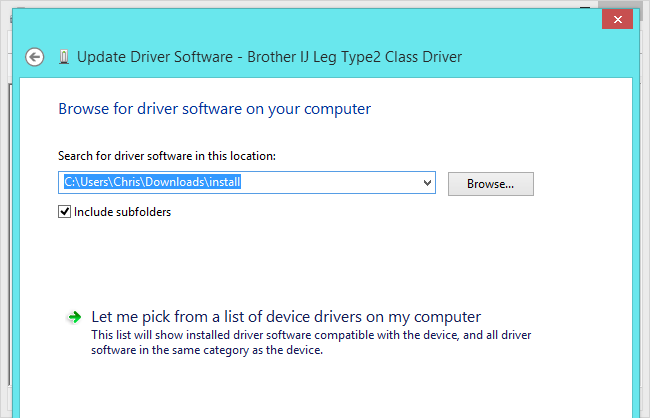 Update Driver Software - Brother IJ Leg Type2 Class Driver
Browse for driver software on your computer
Search for driver software in this location:
C:\Users\Chris\Downloads\install
Browse...
Include subfolders
Let me pick from a list of device drivers on my computer
This list will show installed driver software compatible with the device, and all driver
software in the same category as the device.